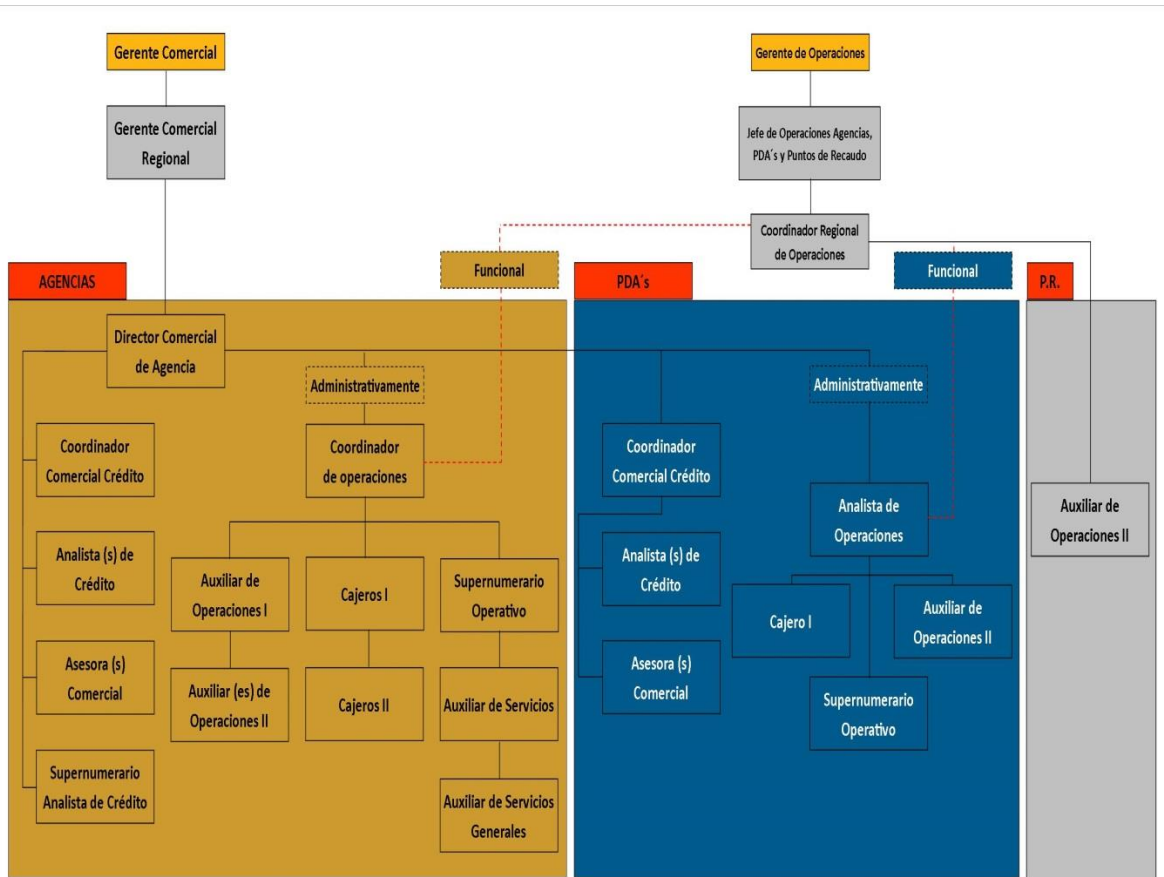 Gerente Comercial
Gerente de Operaciones
Gerente Comercial
Regional
Jefe de Operaciones Agencias,
PDA´s y Puntos de Recaudo
Coordinador Regional
de Operaciones
Funcional
Funcional
AGENCIAS
PDA´s
P.R.
Director Comercial
de Agencia
Administrativamente
Administrativamente
Coordinador
Comercial Crédito
Coordinador
de operaciones
Coordinador
Comercial Crédito
Analista de
Operaciones
Auxiliar de
Operaciones II
Analista (s) de
Crédito
Auxiliar de
Operaciones I
Cajeros I
Supernumerario
Operativo
Analista (s) de
Crédito
Cajero I
Auxiliar de
Operaciones II
Asesora (s)
Comercial
Auxiliar (es) de
Operaciones II
Cajeros II
Auxiliar de Servicios
Asesora (s)
Comercial
Supernumerario
Operativo
Supernumerario
Analista de Crédito
Auxiliar de Servicios
Generales